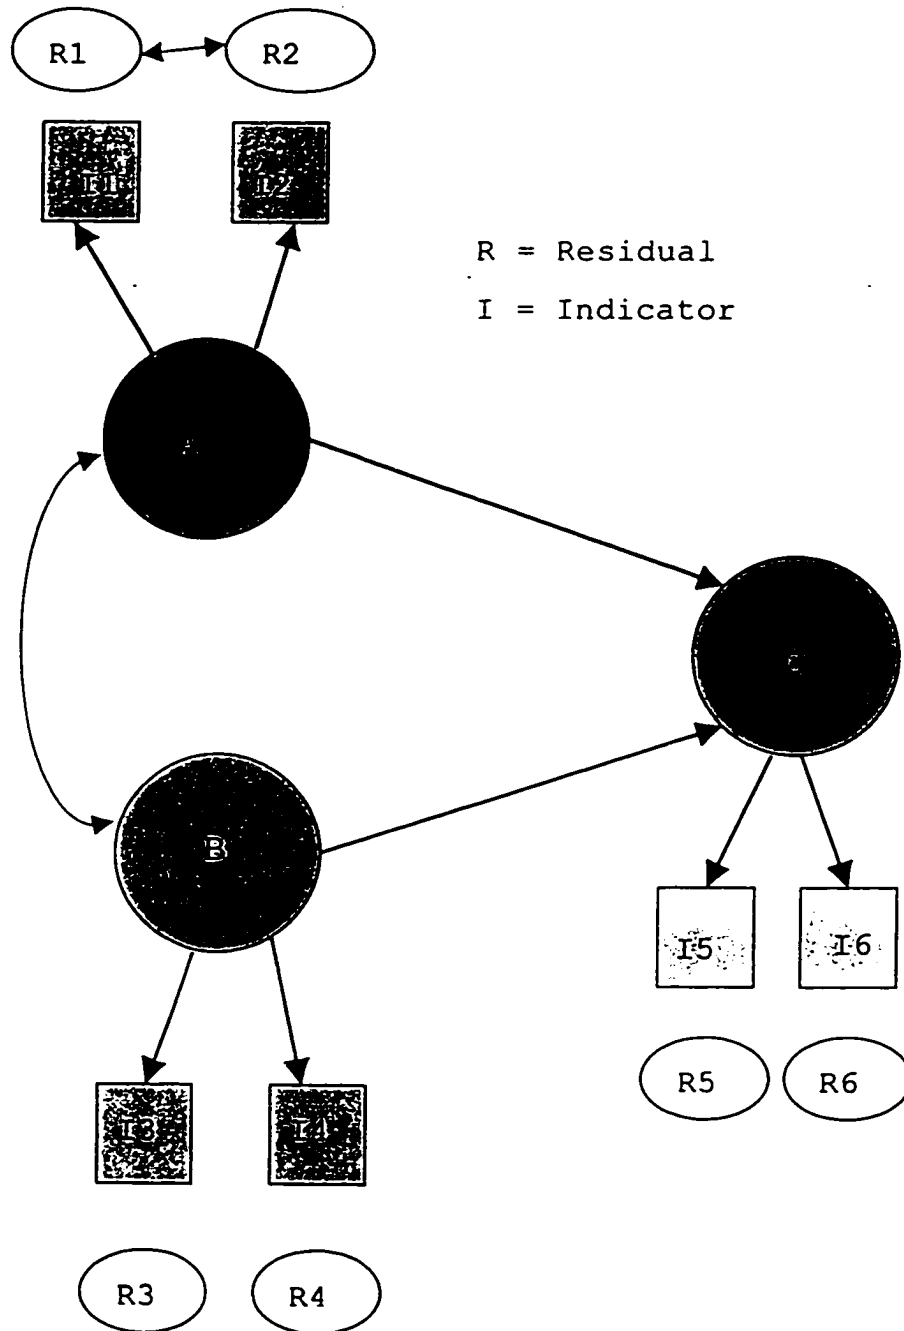 R1 R2
I1 I2
R = Residual
I = Indicator
A
C
B
I5 I6
R5 R6
I3 I4
R3 R4